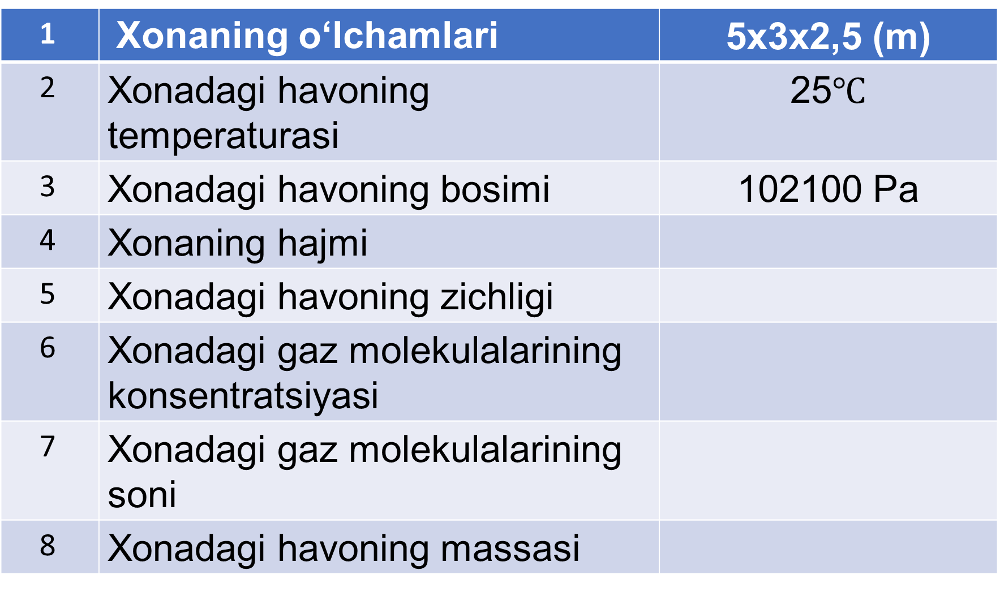 1 Xonaning o‘lchamlari 5x3x2,5 (m)
2 Xonadagi havoning 25℃
temperaturasi
3 Xonadagi havoning bosimi 102100 Pa
4 Xonaning hajmi
5 Xonadagi havoning zichligi
6 Xonadagi gaz molekulalarining
konsentratsiyasi
7 Xonadagi gaz molekulalarining
soni
8 Xonadagi havoning massasi